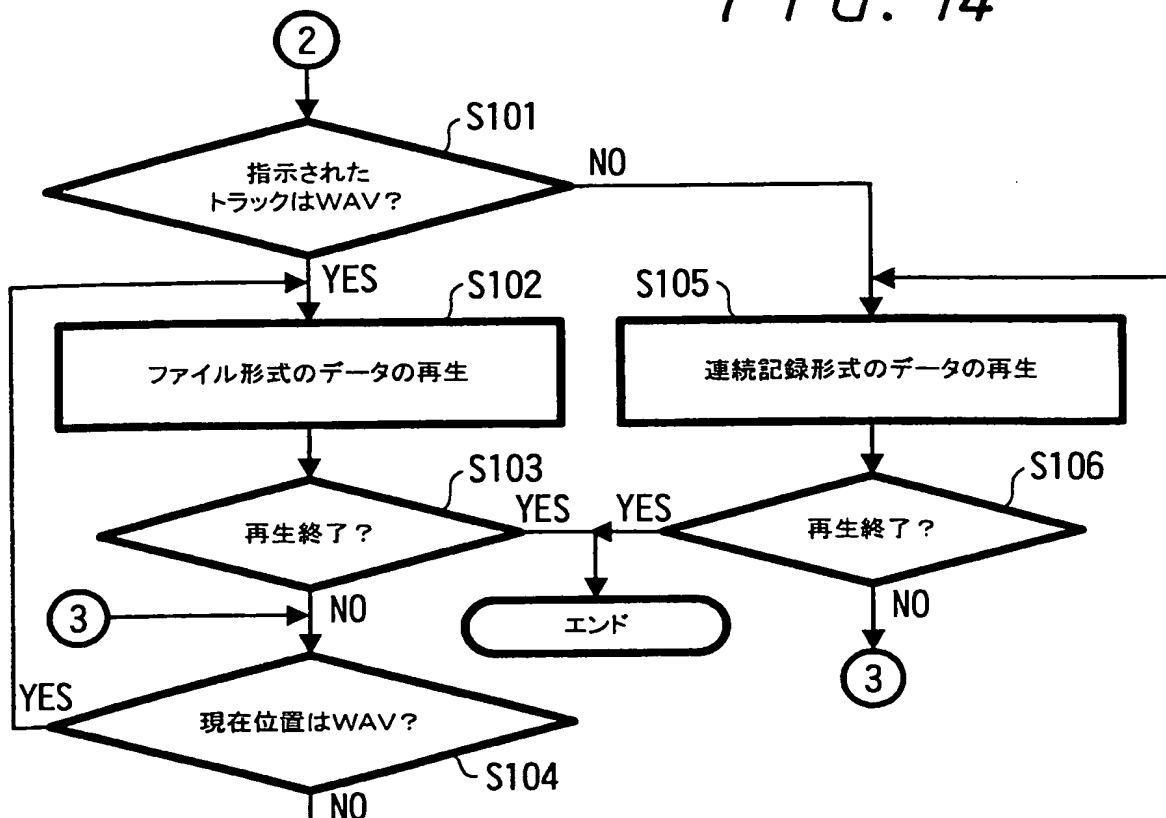 FIG. 14
2
S101
指示された
トラックはWAV?
NO
YES
S102
S105
ファイル形式のデータの再生
連続記録形式のデータの再生
S103
S106
YES
YES
再生終了?
再生終了?
3
NO
エンド
NO
3
YES
現在位置はWAV?
S104
NO